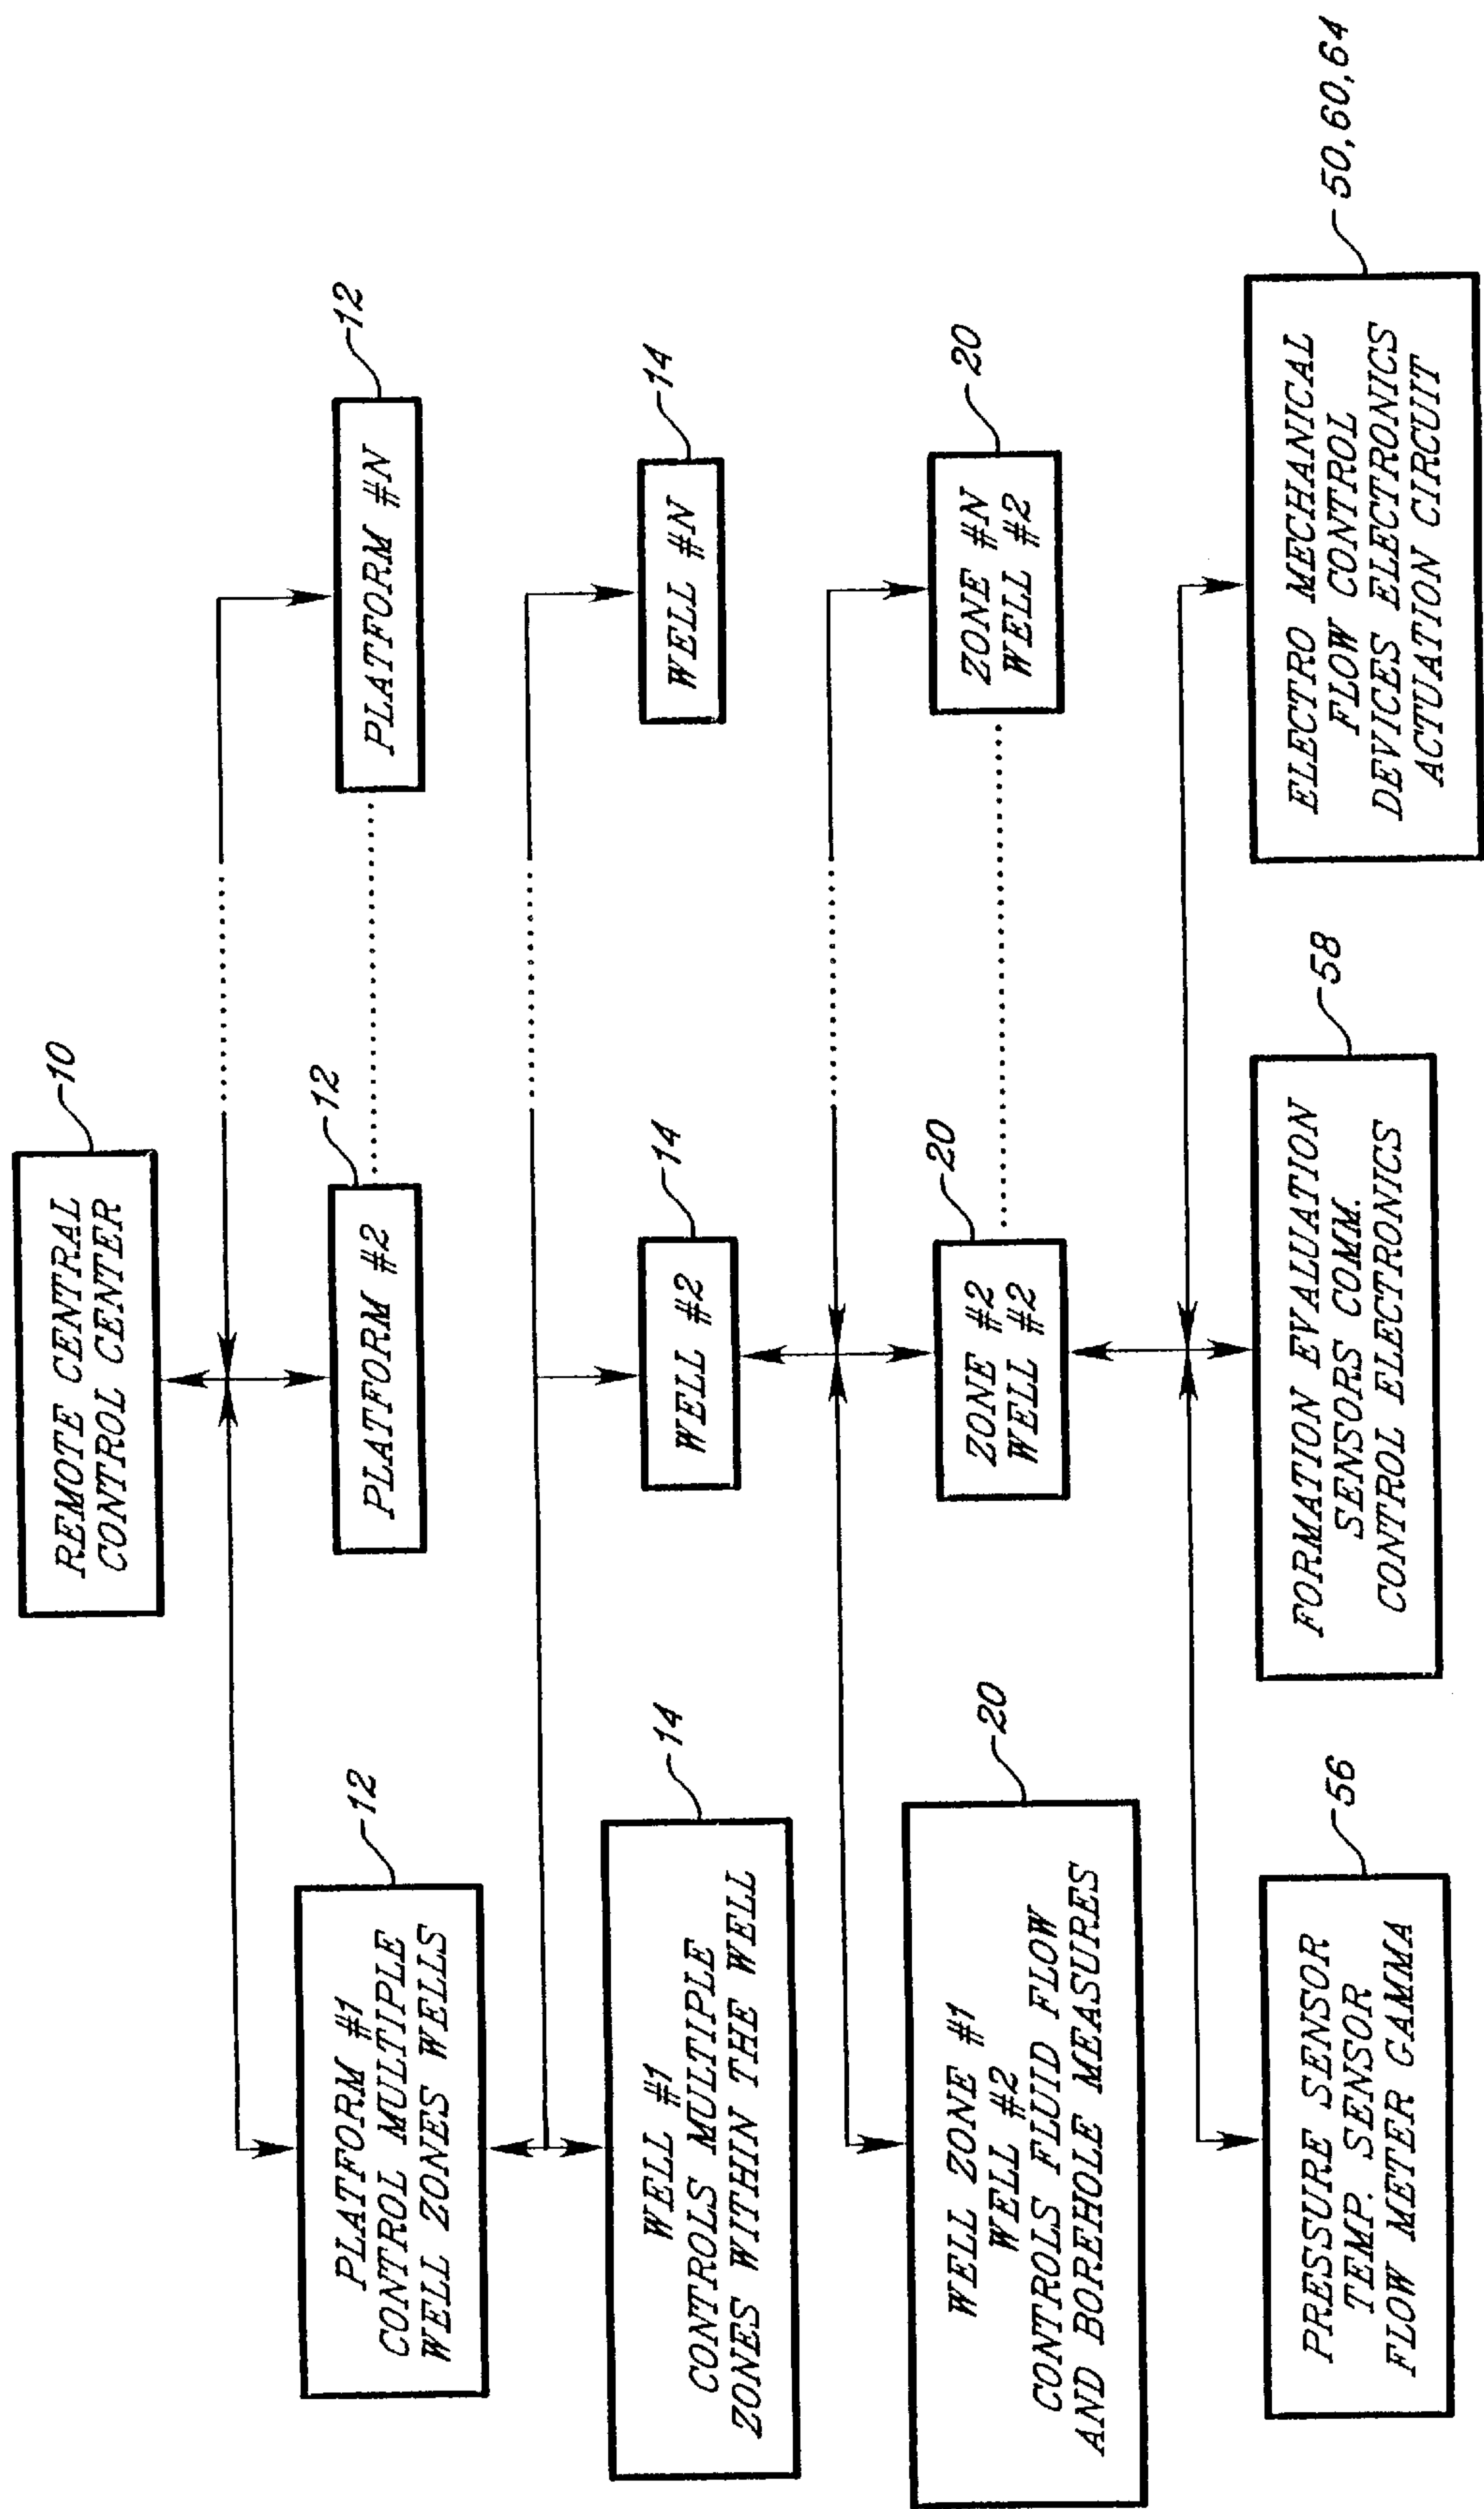 REMOTE CENTRAL
CONTROL CENTER
10
PLATFORM #1
CONTROL MULTIPLE
WELL ZONES WELLS
12
PLATFORM #2
12
PLATFORM #N
12
WELL #1
CONTROLS MULTIPLE
ZONES WITHIN THE WELL
14
WELL #2
14
WELL #N
14
WELL ZONE #1
WELL #2
CONTROLS FLUID FLOW
AND BOREHOLE MEASURES
20
ZONE #2
WELL #2
20
ZONE #N
WELL #2
20
PRESSURE SENSOR
TEMP. SENSOR
FLOW METER GAMMA
56
FORMATION EVALUATION
SENSORS COMM.
CONTROL ELECTRONICS
58
ELECTRO MECHANICAL
FLOW CONTROL
DEVICES ELECTRONICS
ACTUATION CIRCUIT
50,60,64